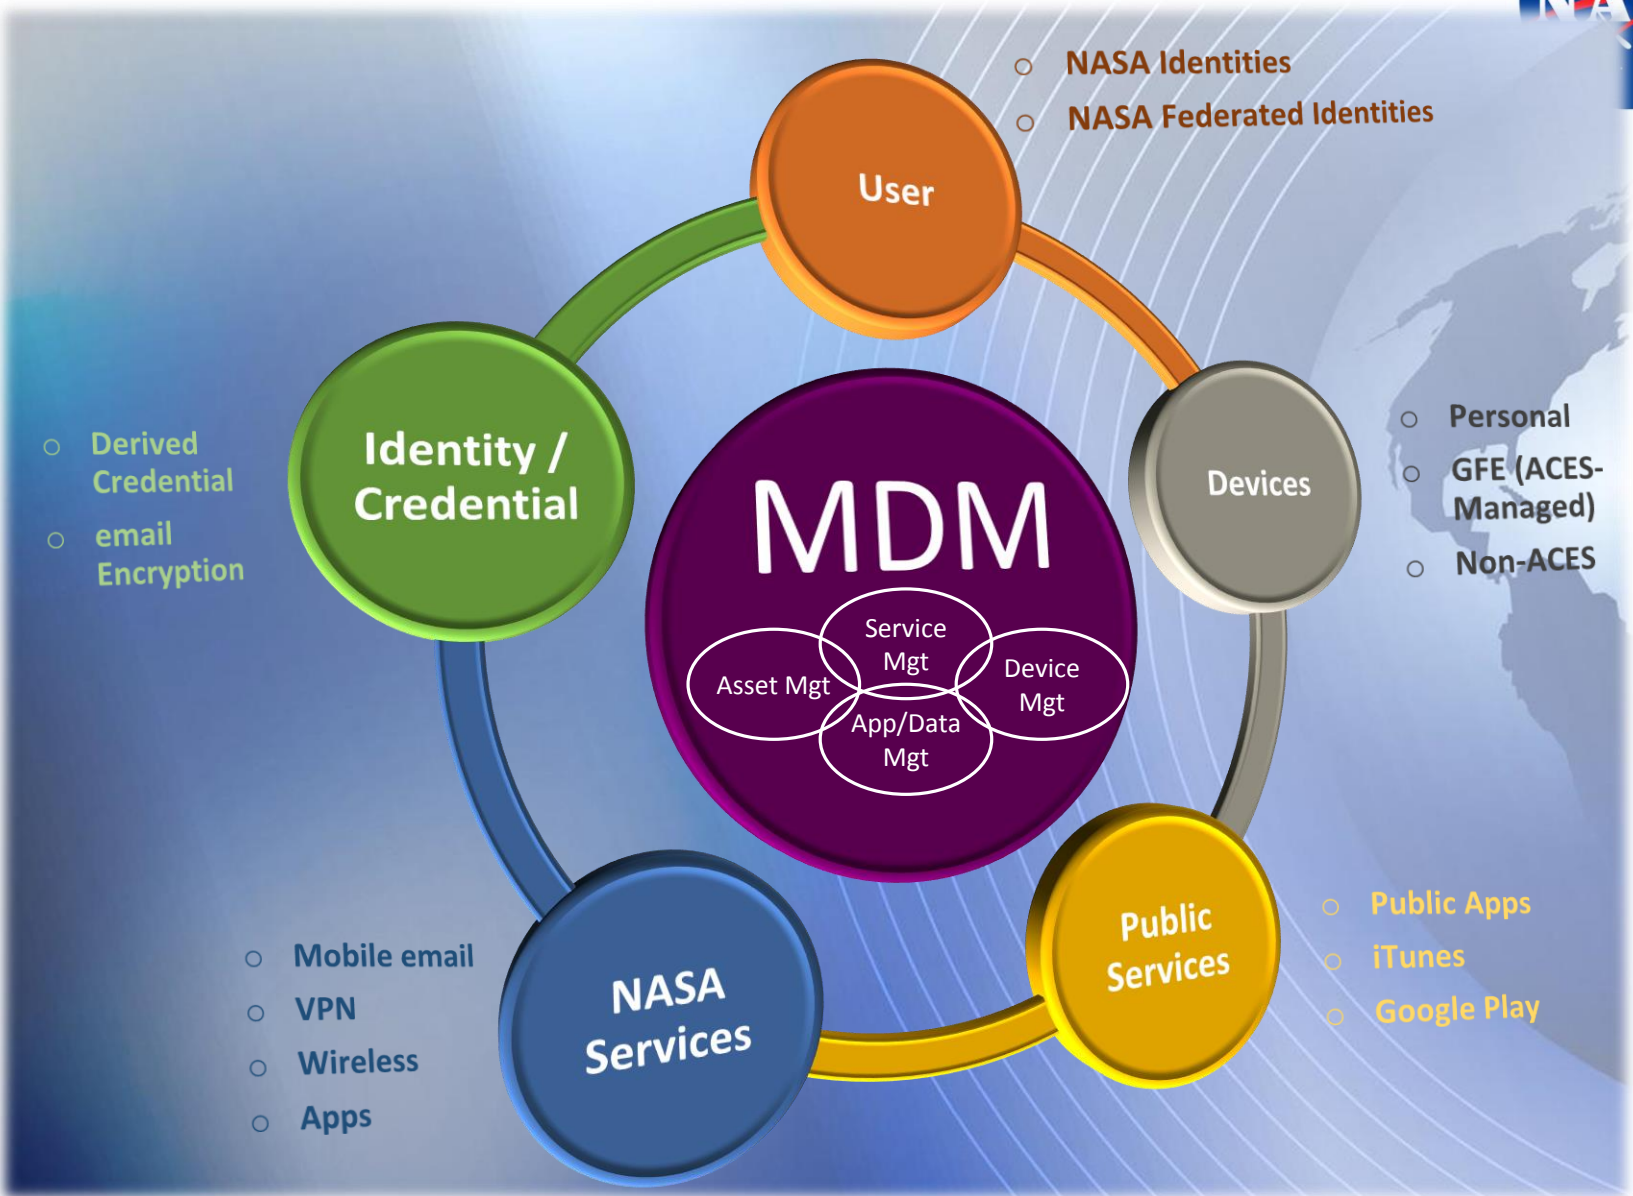 NASA Identities
NASA Federated Identities
User
Identity /
Credential
Derived
Credential
email
Encryption
MDM
Service
Mgt
Asset Mgt
Device
Mgt
App/Data
Mgt
Devices
Personal
GFE (ACES-
Managed)
Non-ACES
Public
Services
Public Apps
iTunes
Google Play
NASA
Services
Mobile email
VPN
Wireless
Apps